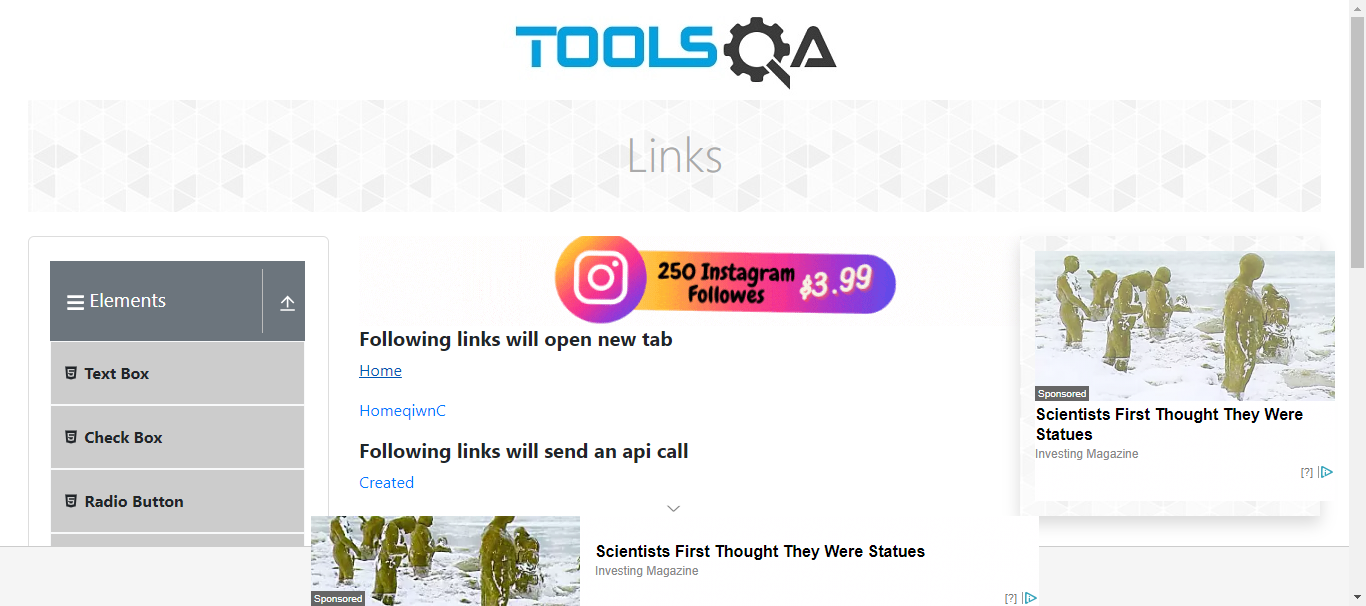 TOOLSQA
Links
Elements
Text Box
Check Box
Radio Button
250 Instagram
Followes
$3.99
Following links will open new tab
Home
HomeqiwnC
Following links will send an api call
Created
Sponsored
Scientists First Thought They Were
Statues
Investing Magazine
[?]
Sponsored
Scientists First Thought They Were Statues
Investing Magazine
[?]